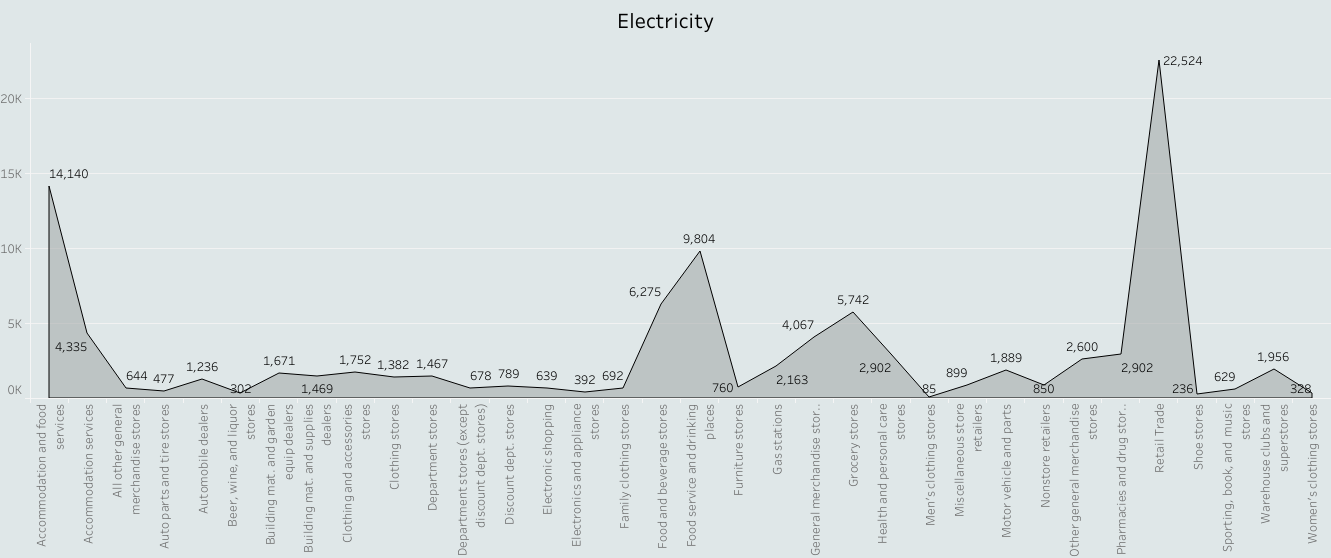 Electricity
20K
15K
10K
5K
0K
14,140
4,335
644
477
1,236
302
1,671
1,469
1,752
1,382
1,467
678
789
639
392
692
6,275
9,804
760
2,163
4,067
5,742
2,902
85
899
1,889
850
2,600
2,902
22,524
236
629
1,956
328
Accommodation and food
services
Accommodation services
All other general
merchandise stores
Auto parts and tire stores
Automobile dealers
Beer, wine, and liquor
stores
Building mat. and garden
equip dealers
Building mat. and supplies
dealers
Clothing and accessories
stores
Clothing stores
Department stores
Department stores (except
discount dept. stores)
Discount dept. stores
Electronic shopping
Electronics and appliance
stores
Family clothing stores
Food and beverage stores
Food service and drinking
places
Furniture stores
Gas stations
General merchandise stor..
Grocery stores
Health and personal care
stores
Men's clothing stores
Miscellaneous store
retailers
Motor vehicle and parts
Nonstore retailers
Other general merchandise
stores
Pharmacies and drug stor..
Retail Trade
Shoe stores
Sporting, book, and music
stores
Warehouse clubs and
superstores
Women's clothing stores